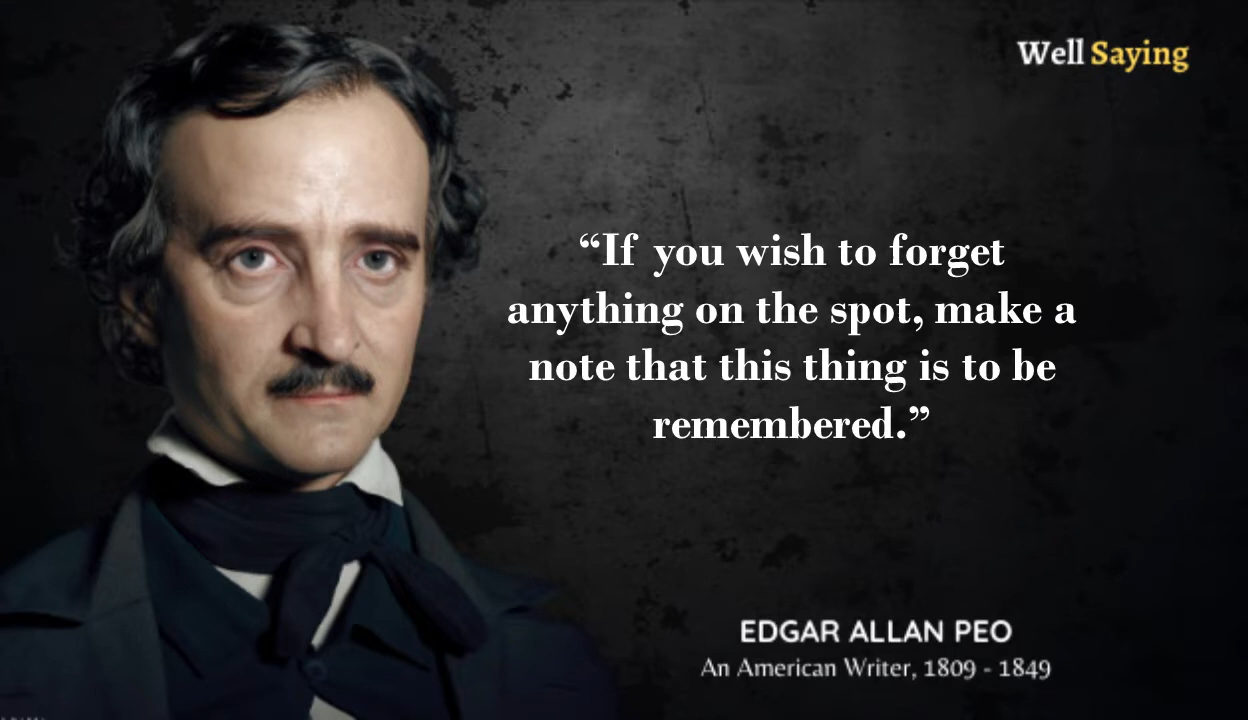 Well Saying
“If you wish to forget
anything on the spot, make a
note that this thing is to be
remembered.”
EDGAR ALLAN PEO
An American Writer, 1809 - 1849